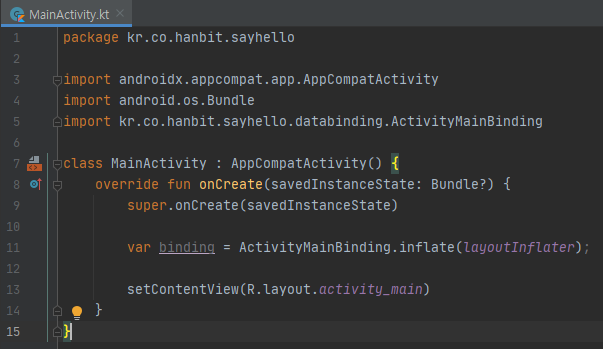 MainActivity.kt
1 package kr.co.hanbit.sayhello
2
3 import androidx.appcompat.app.AppCompatActivity
4 import android.os.Bundle
5 import kr.co.hanbit.sayhello.databinding.ActivityMainBinding
6
7 class MainActivity : AppCompatActivity() {
8 override fun onCreate(savedInstanceState: Bundle?) {
9 super.onCreate(savedInstanceState)
10
11 var binding = ActivityMainBinding.inflate(layoutInflater);
12
13 setContentView(R.layout.activity_main)
14 }
15 }